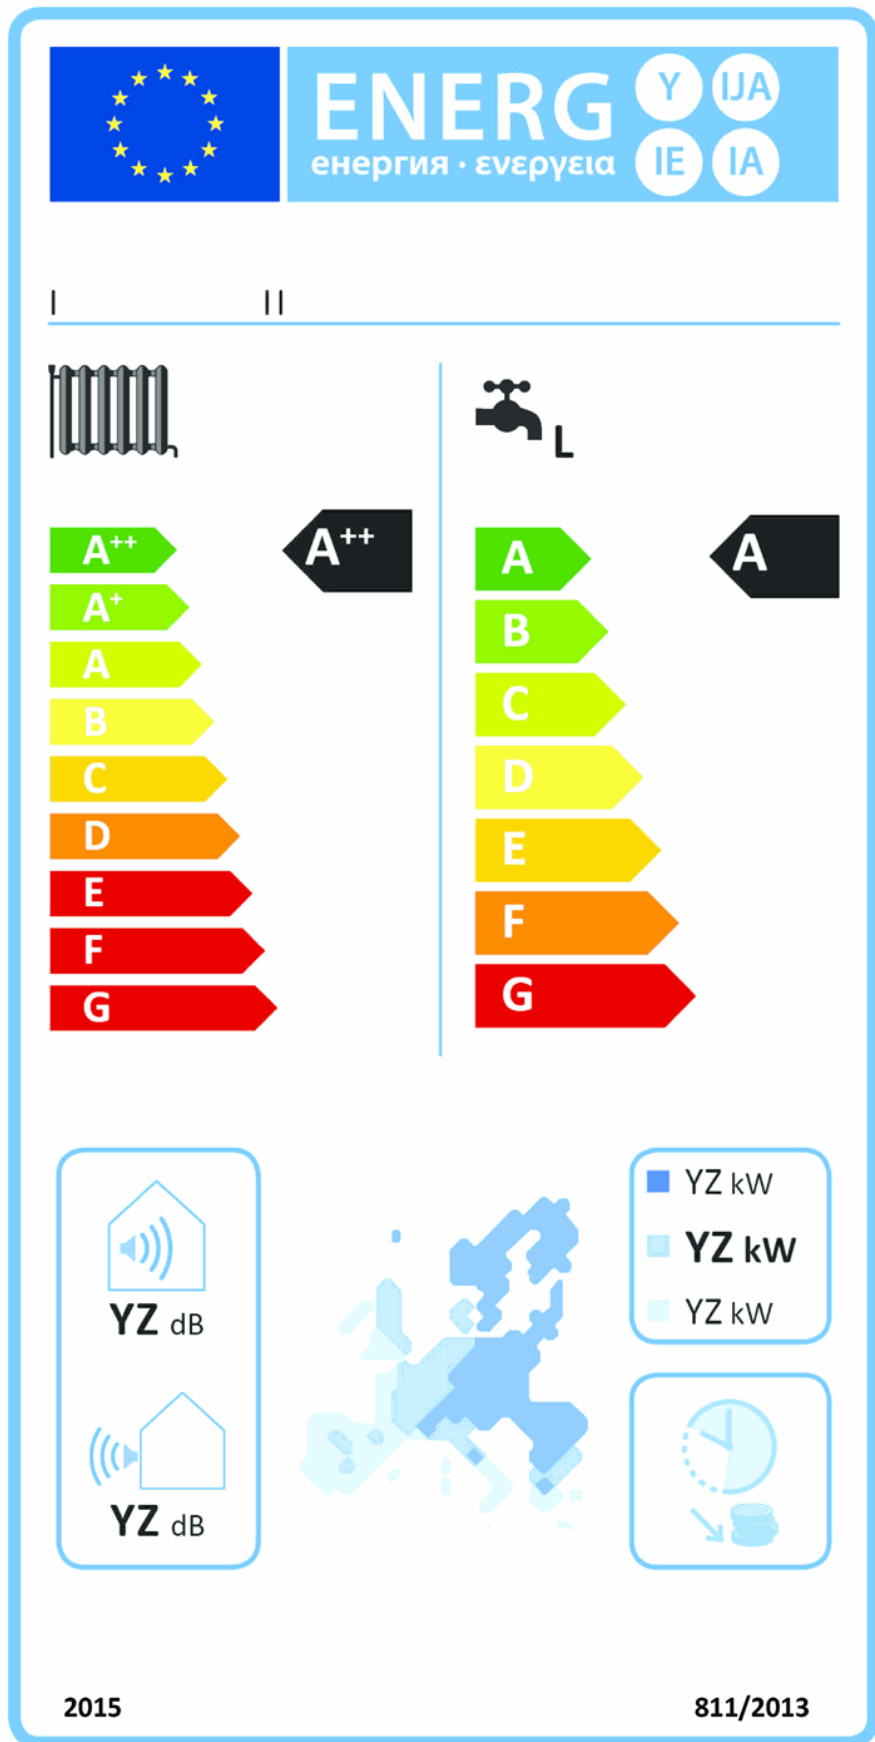 ENERG Y IJA
енергия · ενεργεια IE IA
I II
L
A++
A+
A
B
C
D
E
F
G
A++
A
B
C
D
E
F
G
A
YZ dB
YZ dB
YZ kW
YZ kW
YZ kW
2015 811/2013